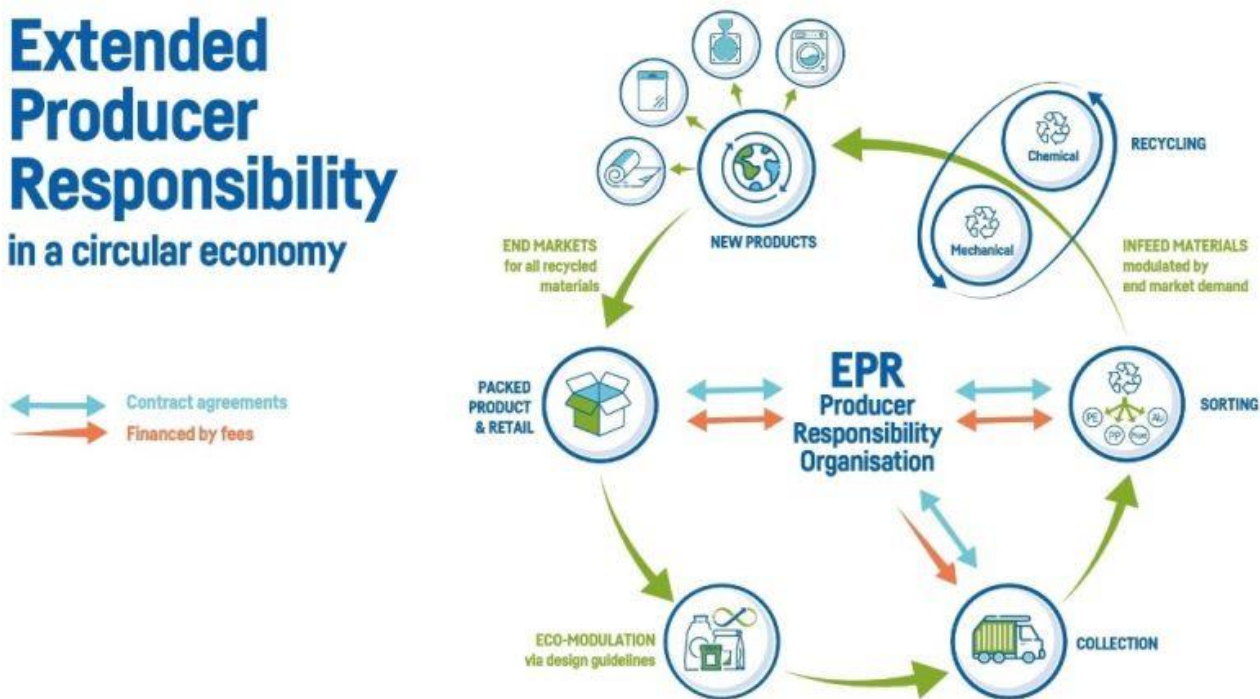 Extended
Producer
Responsibility
in a circular economy
Contract agreements
Financed by fees
NEW PRODUCTS
Chemical
Mechanical
RECYCLING
END MARKETS
for all recycled
materials
INFEED MATERIALS
modulated by
end market demand
PACKED
PRODUCT
& RETAIL
EPR
Producer
Responsibility
Organisation
PE
PP
SORTING
ECO-MODULATION
via design guidelines
COLLECTION